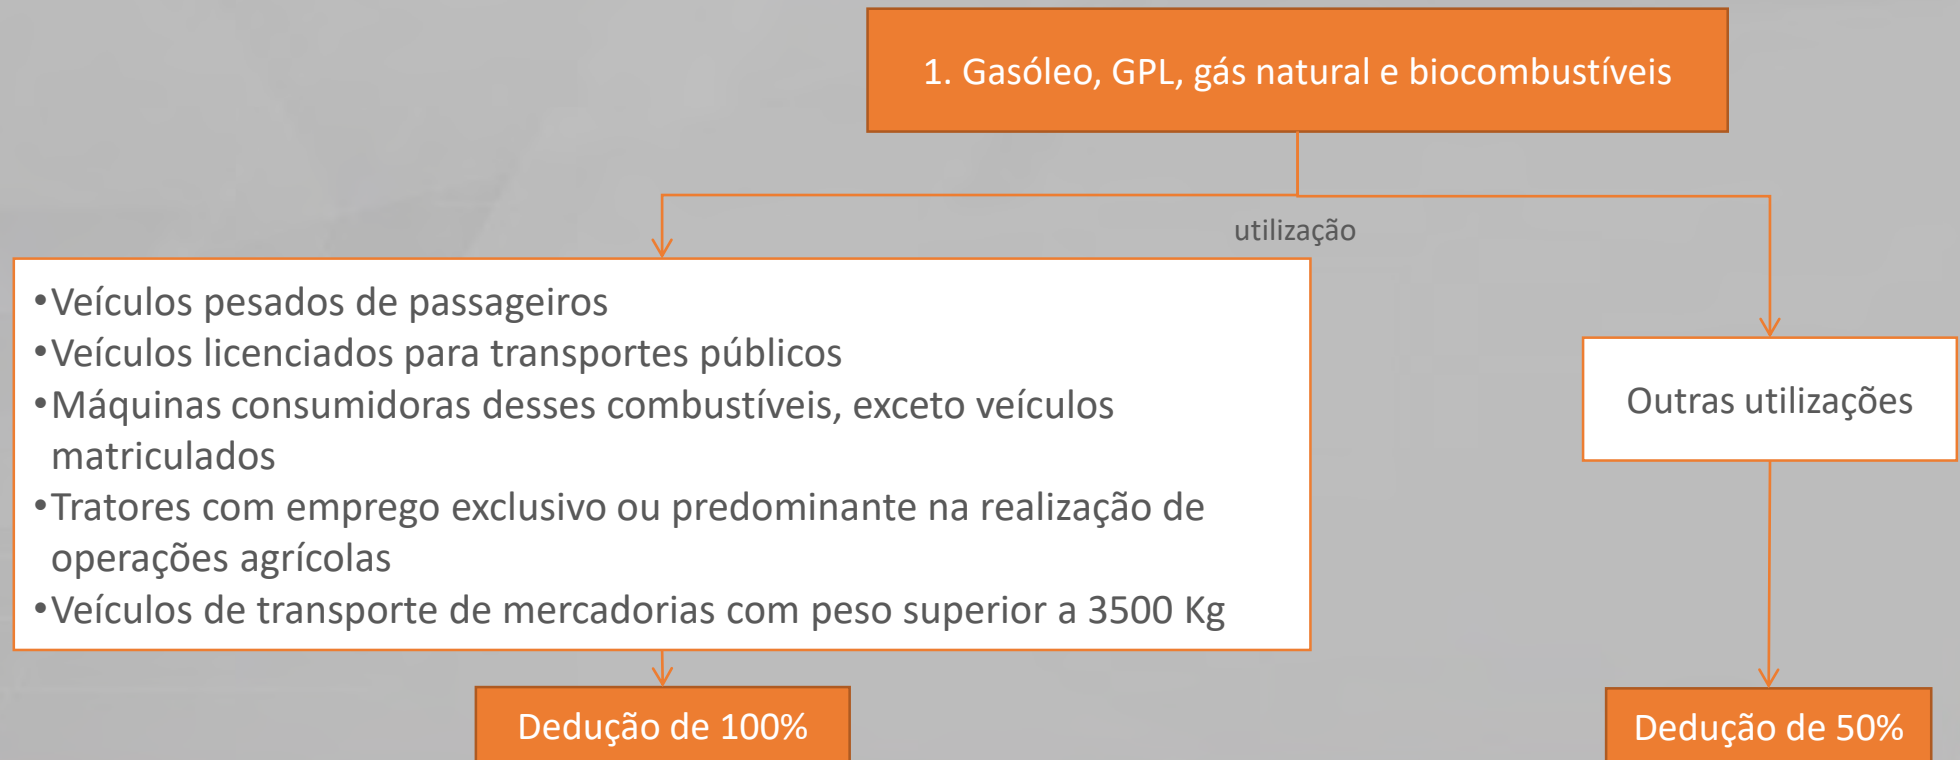 1. Gasóleo, GPL, gás natural e biocombustíveis
utilização
•Veículos pesados de passageiros
•Veículos licenciados para transportes públicos
•Máquinas consumidoras desses combustíveis, exceto veículos
matriculados
•Tratores com emprego exclusivo ou predominante na realização de
operações agrícolas
•Veículos de transporte de mercadorias com peso superior a 3500 Kg
Outras utilizações
Dedução de 100%
Dedução de 50%